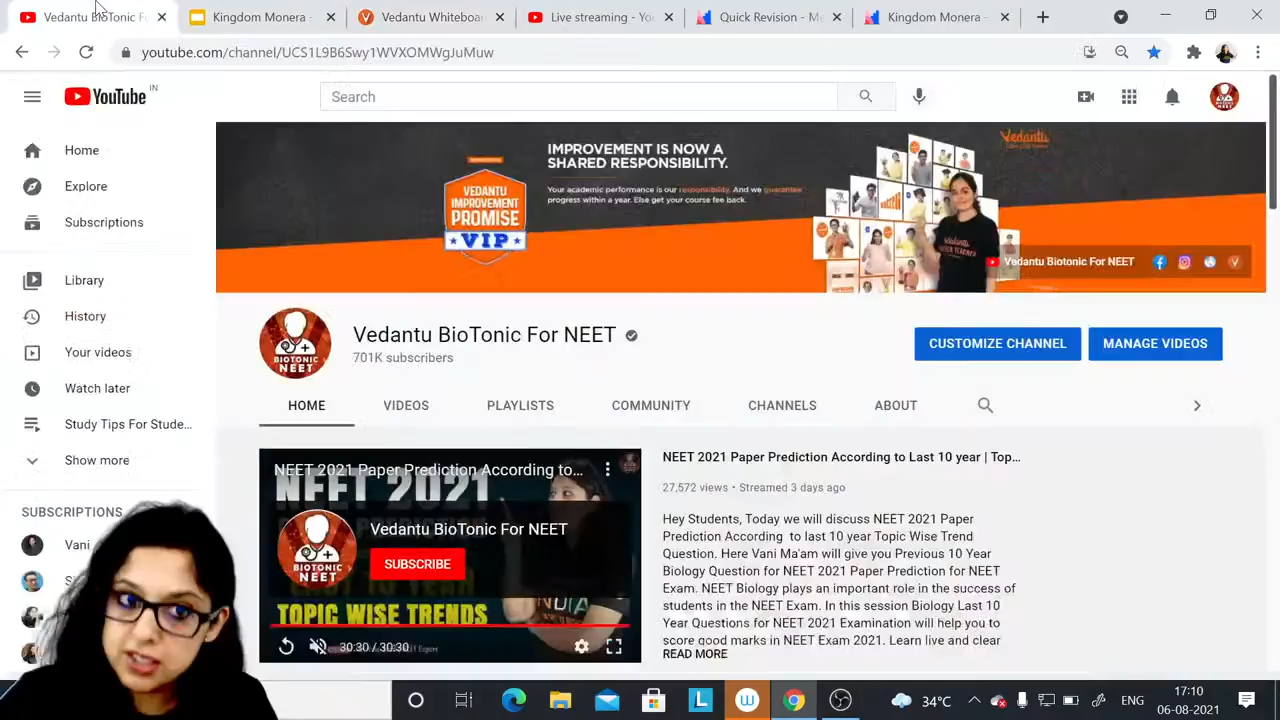 Vedantu BioTonic F
Kingdom Monera -
Vedantu Whiteboar
Live streaming - Yo
Quick Revision - M
Kingdom Monera -
youtube.com/channel/UCS1L9B6Swy1WVXOMWgJuMuw
YouTube IN
Search
Home
Explore
Subscriptions
Library
History
Your videos
Watch later
Study Tips For Stude...
Show more
SUBSCRIPTIONS
Vani
IMPROVEMENT IS NOW A
SHARED RESPONSIBILITY.
Your academic performance is our responsibility. And we guarantee
progress within a year. Else get your course fee back.
VEDANTU
IMPROVEMENT
PROMISE
VIP
Vedantu
Vedantu Biotonic For NEET
BIOTONIC
NEET
Vedantu BioTonic For NEET
701K subscribers
CUSTOMIZE CHANNEL
MANAGE VIDEOS
HOME
VIDEOS
PLAYLISTS
COMMUNITY
CHANNELS
ABOUT
NEET 2021 Paper Prediction According to...
NEET 2021
BIOTONIC
NEET
Vedantu BioTonic For NEET
SUBSCRIBE
TOPIC WISE TRENDS
30:30 / 30:30
NEET 2021 Paper Prediction According to Last 10 year | Top...
27,572 views • Streamed 3 days ago
Hey Students, Today we will discuss NEET 2021 Paper
Prediction According to last 10 year Topic Wise Trend
Question. Here Vani Ma'am will give you Previous 10 Year
Biology Question for NEET 2021 Paper Prediction for NEET
Exam. NEET Biology plays an important role in the success of
students in the NEET Exam. In this session Biology Last 10
Year Questions for NEET 2021 Examination will help you to
score good marks in NEET Exam 2021. Learn live and clear
READ MORE
34°C
ENG
17:10
06-08-2021